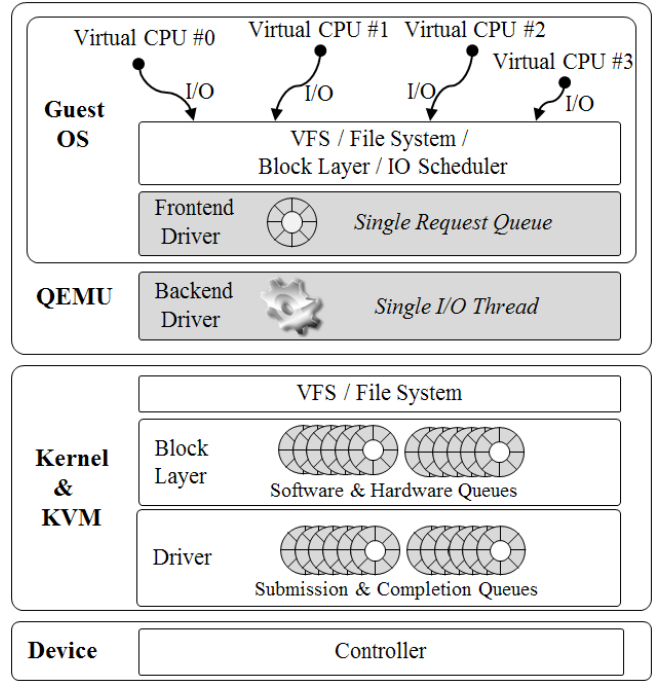 Virtual CPU #0
Virtual CPU #1
Virtual CPU #2
Virtual CPU #3
I/O
I/O
I/O
I/O
Guest
OS
VFS / File System /
Block Layer / IO Scheduler
Frontend
Driver
Single Request Queue
QEMU
Backend
Driver
Single I/O Thread
Kernel
&
KVM
VFS / File System
Block
Layer
Software & Hardware Queues
Driver
Submission & Completion Queues
Device
Controller